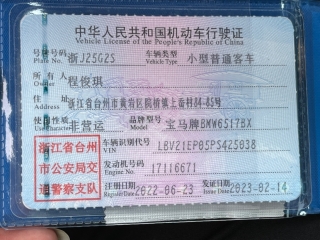 中华人民共和国机动车行驶证
Vehicle License of the People's Republic of China
号牌号码 浙J25G2S 车辆类型 小型普通客车
Plate No. Vehicle Type
所有人 程俊琪
Owner
住址 浙江省台州市黄岩区院桥镇上春村84-85号
Address
使用性质 非营运 品牌型号 宝马牌BMW6517BX
浙江省台州市公安局交通警察支队
车辆识别代号 LBV21EP05PS425038
VIN
发动机号码 17116671
Engine No.
注册日期 2022-06-23 发证日期 2023-02-14
Register Date Issue Date